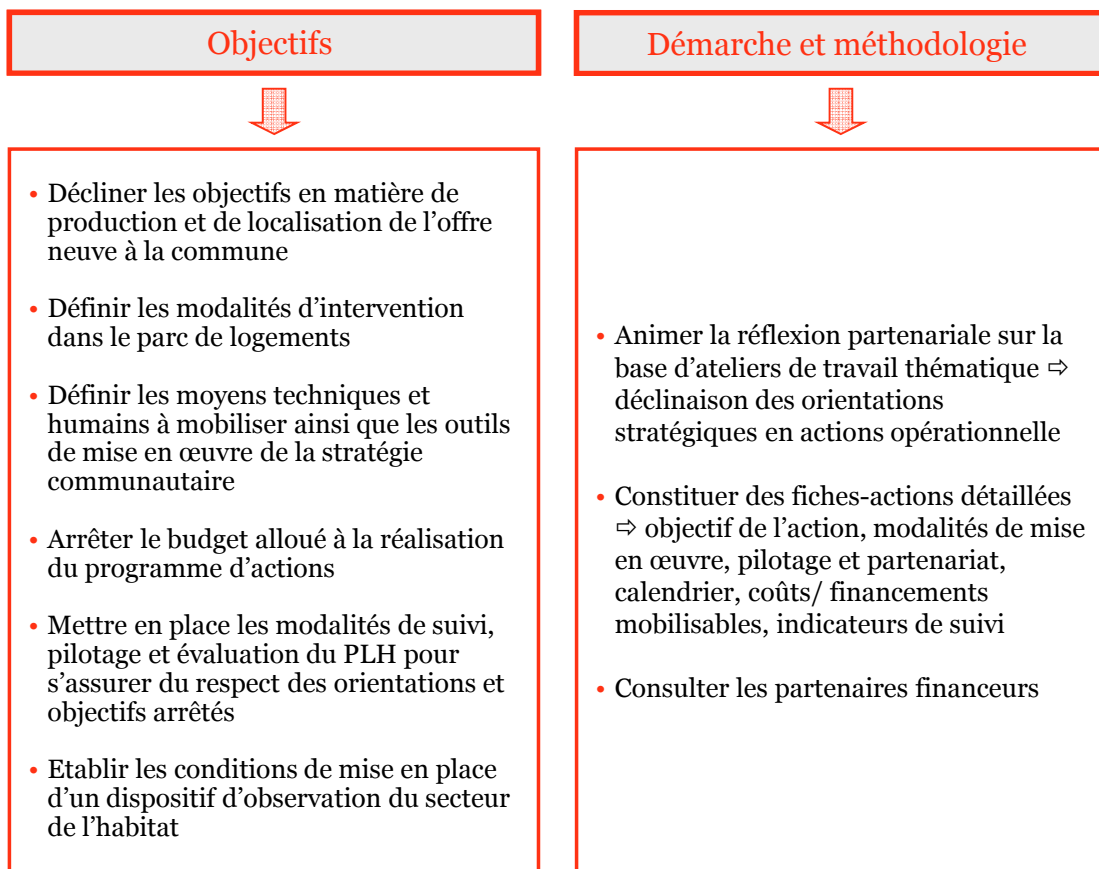 Objectifs
• Décliner les objectifs en matière de
production et de localisation de l’offre
neuve à la commune
• Définir les modalités d’intervention
dans le parc de logements
• Définir les moyens techniques et
humains à mobiliser ainsi que les outils
de mise en œuvre de la stratégie
communautaire
• Arrêter le budget alloué à la réalisation
du programme d’actions
• Mettre en place les modalités de suivi,
pilotage et évaluation du PLH pour
s’assurer du respect des orientations et
objectifs arrêtés
• Etablir les conditions de mise en place
d’un dispositif d’observation du secteur
de l’habitat
Démarche et méthodologie
• Animer la réflexion partenariale sur la
base d’ateliers de travail thématique ⇨
déclinaison des orientations
stratégiques en actions opérationnelle
• Constituer des fiches-actions détaillées
⇨ objectif de l’action, modalités de mise
en œuvre, pilotage et partenariat,
calendrier, coûts/ financements
mobilisables, indicateurs de suivi
• Consulter les partenaires financeurs